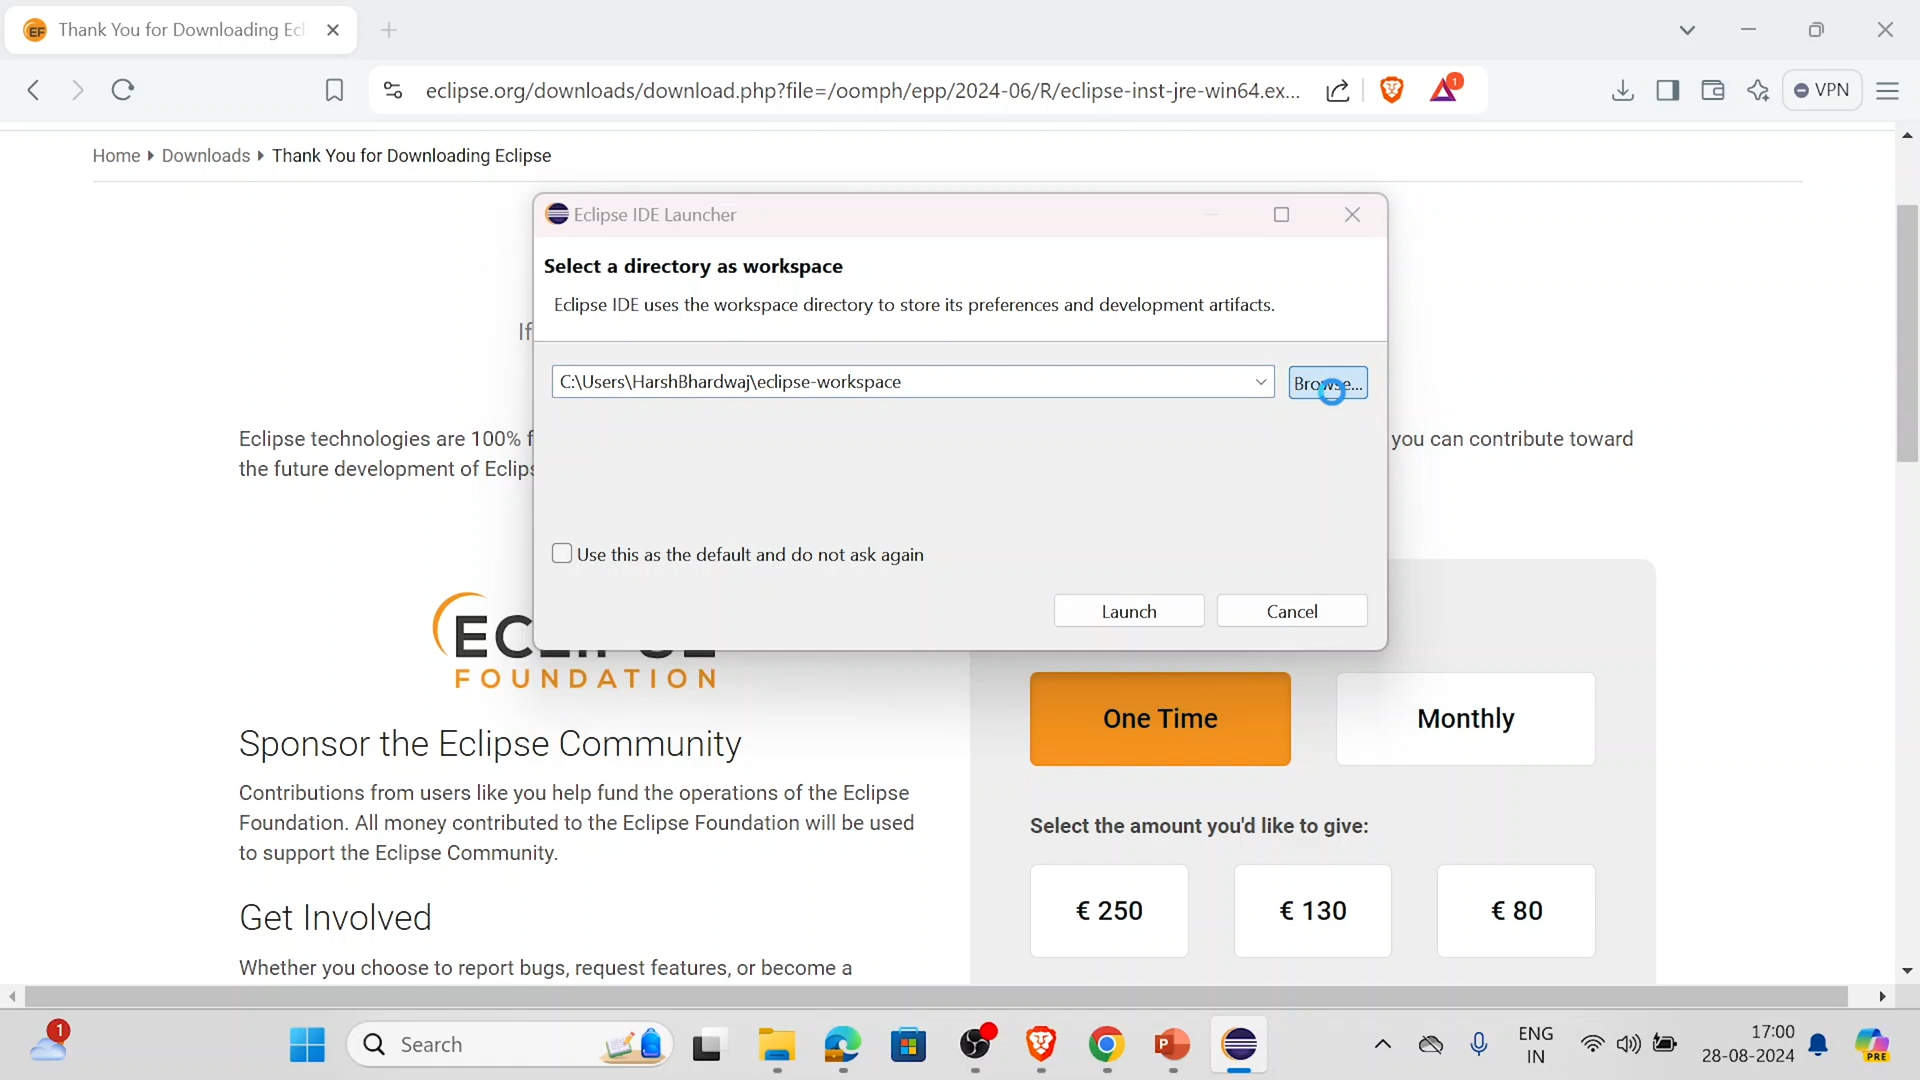 Thank You for Downloading Ecl
eclipse.org/downloads/download.php?file=/oomph/epp/2024-06/R/eclipse-inst-jre-win64.ex...
1
VPN
Home Downloads Thank You for Downloading Eclipse
Eclipse IDE Launcher
Select a directory as workspace
Eclipse IDE uses the workspace directory to store its preferences and development artifacts.
If
C:\Users\HarshBhardwaj\eclipse-workspace
Browse...
Eclipse technologies are 100% f
you can contribute toward
the future development of Eclips
Use this as the default and do not ask again
Launch
Cancel
ECLIPSE
FOUNDATION
One Time
Monthly
Sponsor the Eclipse Community
Contributions from users like you help fund the operations of the Eclipse
Foundation. All money contributed to the Eclipse Foundation will be used
to support the Eclipse Community.
Select the amount you'd like to give:
€ 250
€ 130
€ 80
Get Involved
Whether you choose to report bugs, request features, or become a
1
Search
ENG
IN
17:00
28-08-2024
PRE